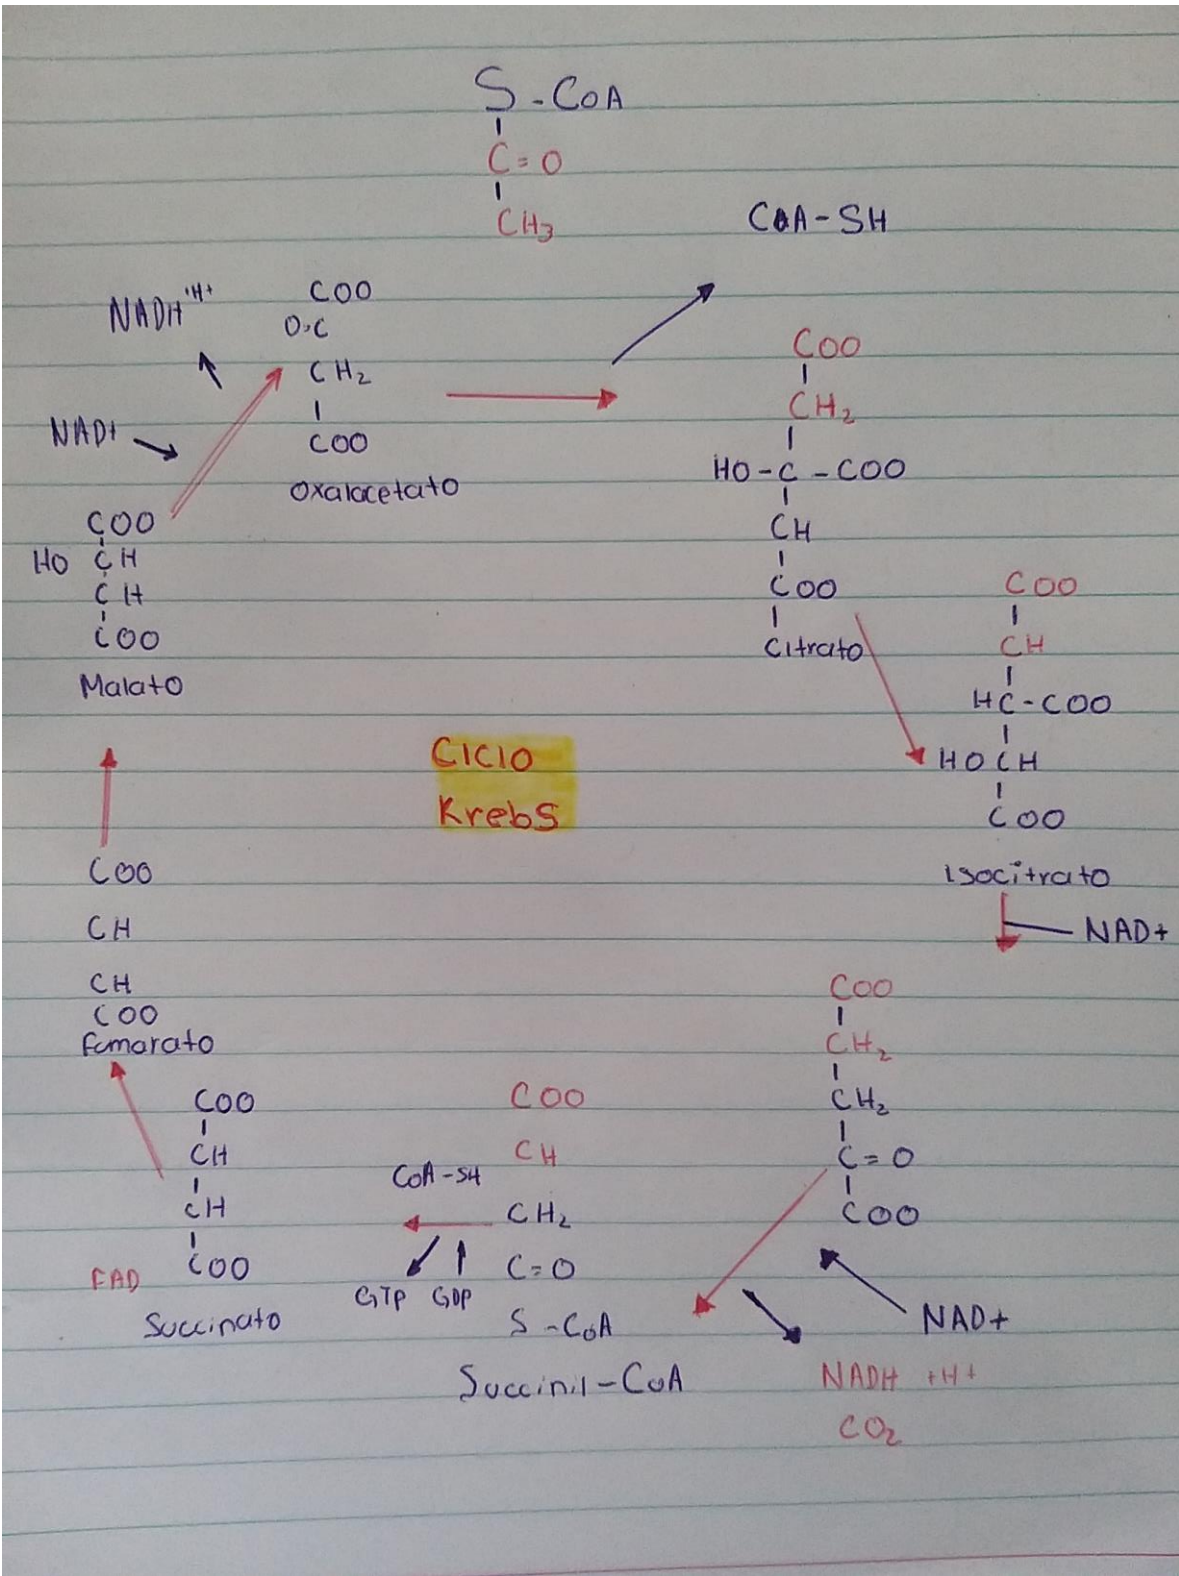 S - CoA
C = O
CH3
CoA - SH
NADH +H+
COO
O=C
CH2
COO
Oxalacetato
NAD+
COO
CH2
HO - C - COO
CH
COO
Citrato
COO
HO CH
CH
COO
Malato
COO
CH
HC - COO
HO CH
COO
Isocitrato
NAD+
Ciclo
Krebs
COO
CH
CH
COO
fumarato
COO
CH2
CH2
C = O
COO
NAD+
NADH +H+
CO2
COO
CH
CH2
C = O
S - CoA
Succinil - CoA
CoA - SH
GTP GDP
COO
CH
CH
COO
FAD
Succinato